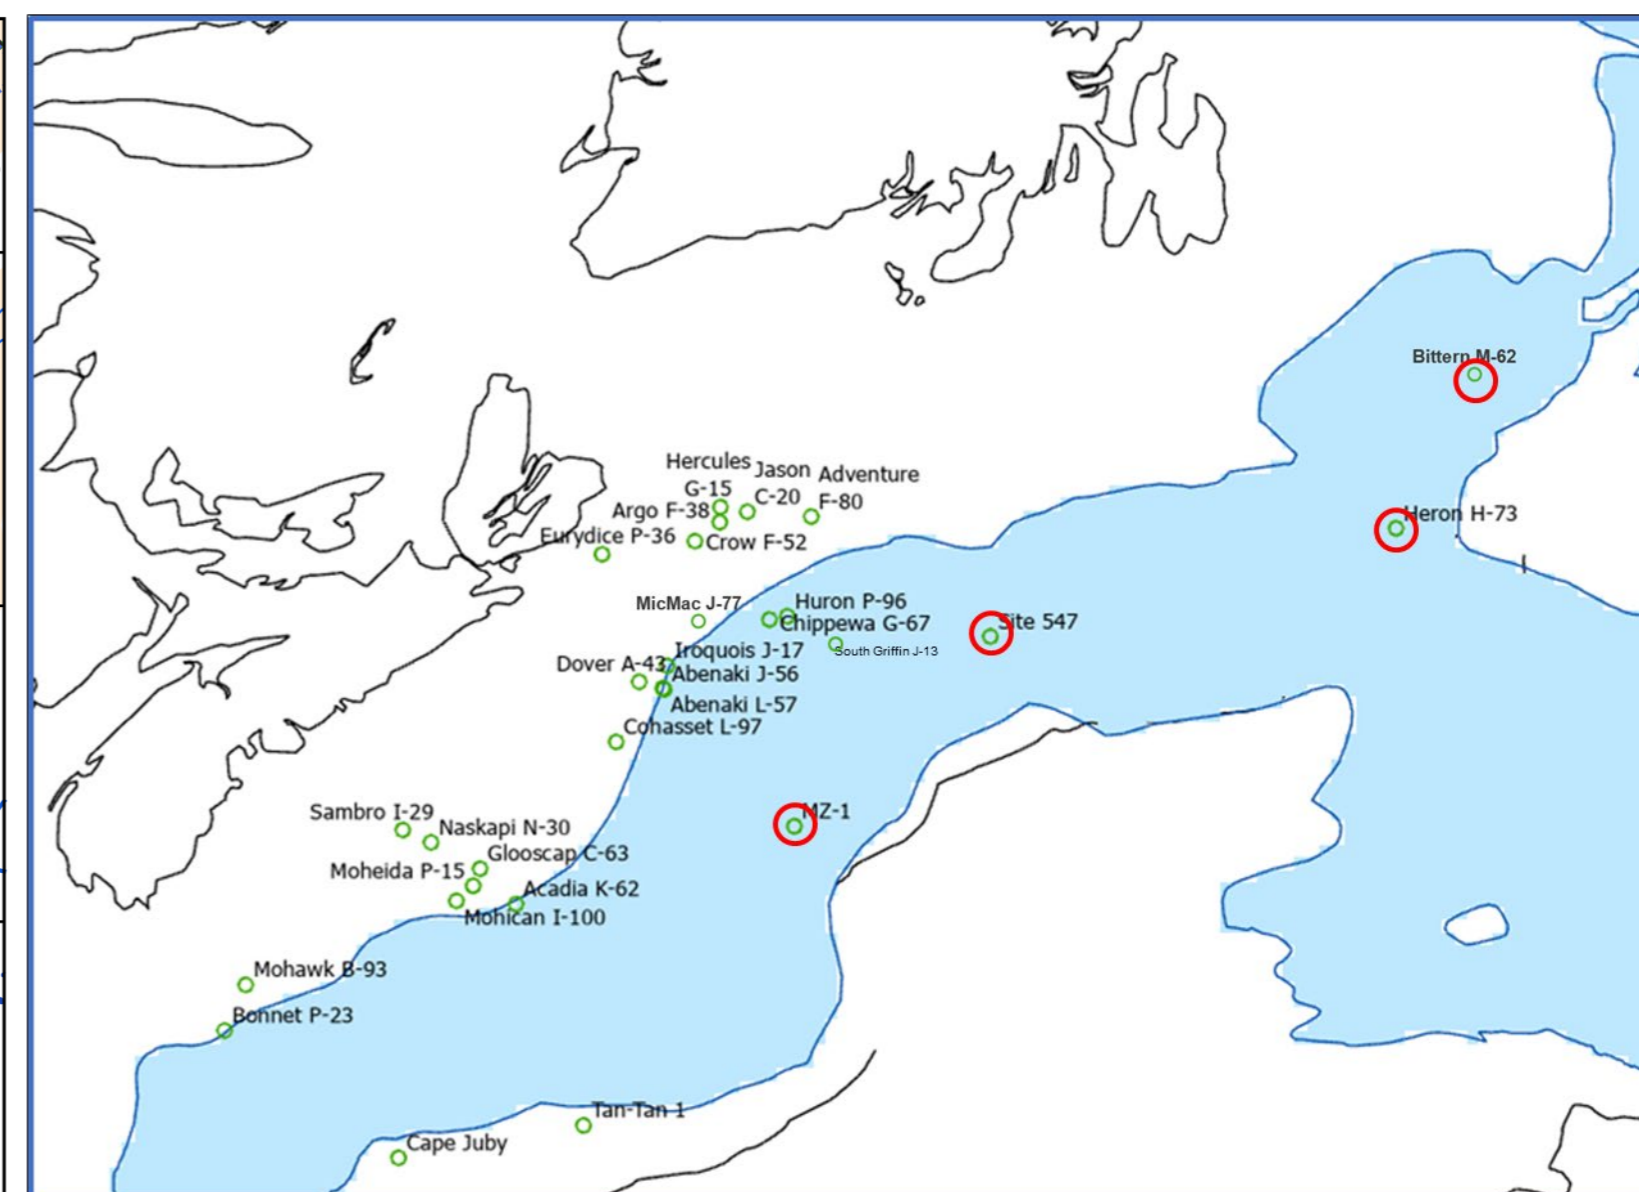 Bittern M-62
Hercules
G-15
Jason
C-20
Adventure
F-80
Argo F-38
Heron H-73
Eurydice P-36
Crow F-52
MicMac J-77
Huron P-96
Chippewa G-67
Site 547
South Griffin J-13
Iroquois J-17
Dover A-43
Abenaki J-56
Abenaki L-57
Cohasset L-97
MZ-1
Sambro I-29
Naskapi N-30
Glooscap C-63
Moheida P-15
Acadia K-62
Mohican I-100
Mohawk B-93
Bonnet P-23
Tan-Tan 1
Cape Juby